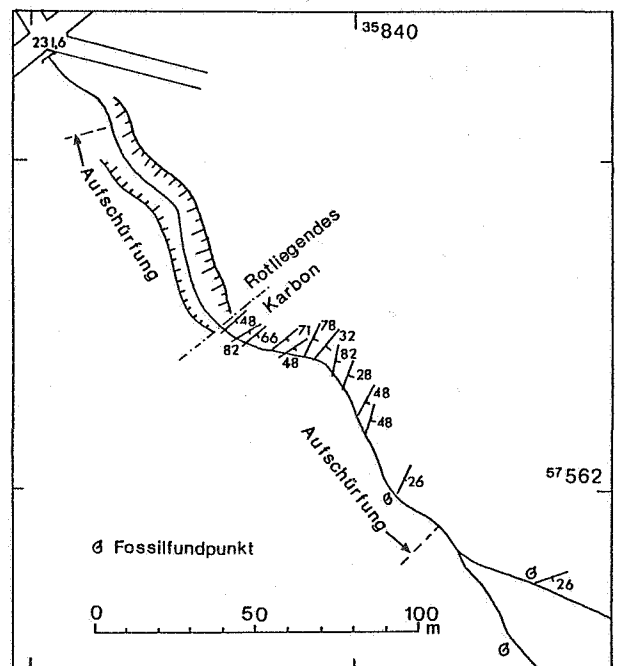 35840
231,6
Aufschürfung
Rotliegendes
Karbon
48
82
66
71
48
78
32
82
28
48
48
Aufschürfung
26
57562
Fossilfundpunkt
26
0 50 100
m